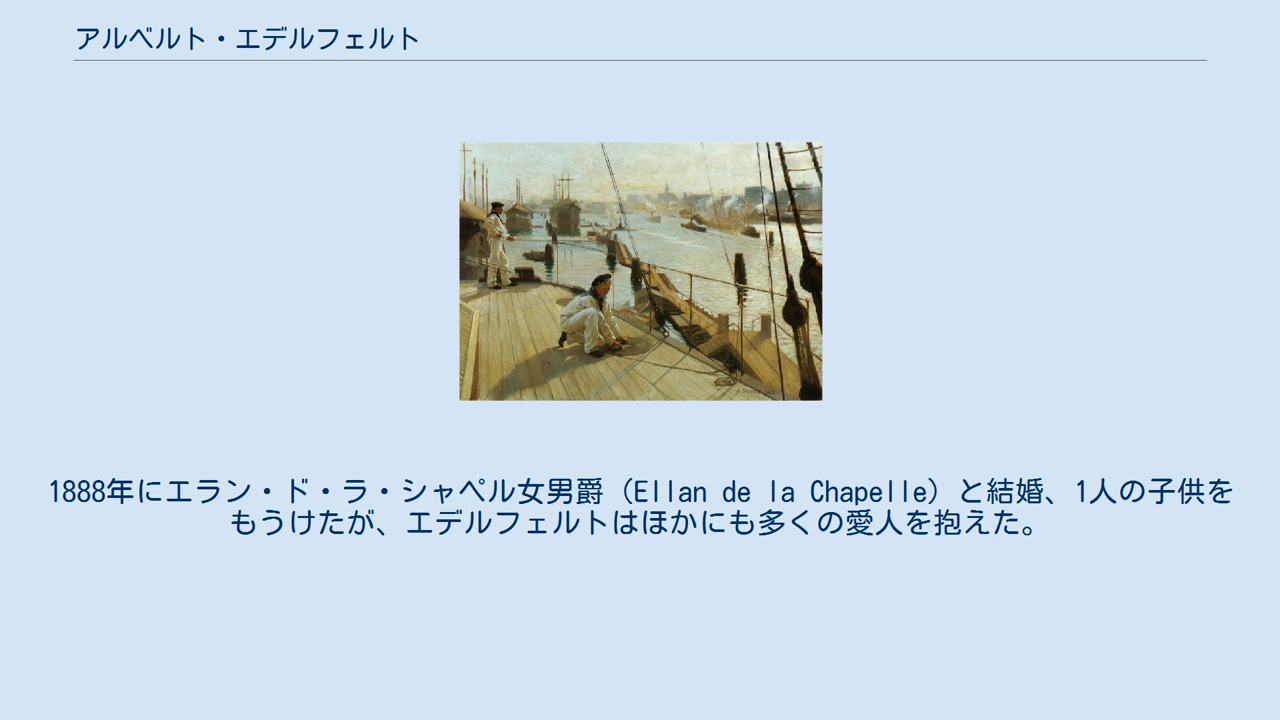 アルベルト・エデルフェルト
1888年にエラン・ド・ラ・シャペル女男爵（Ellan de la Chapelle）と結婚、1人の子供を
もうけたが、エデルフェルトはほかにも多くの愛人を抱えた。